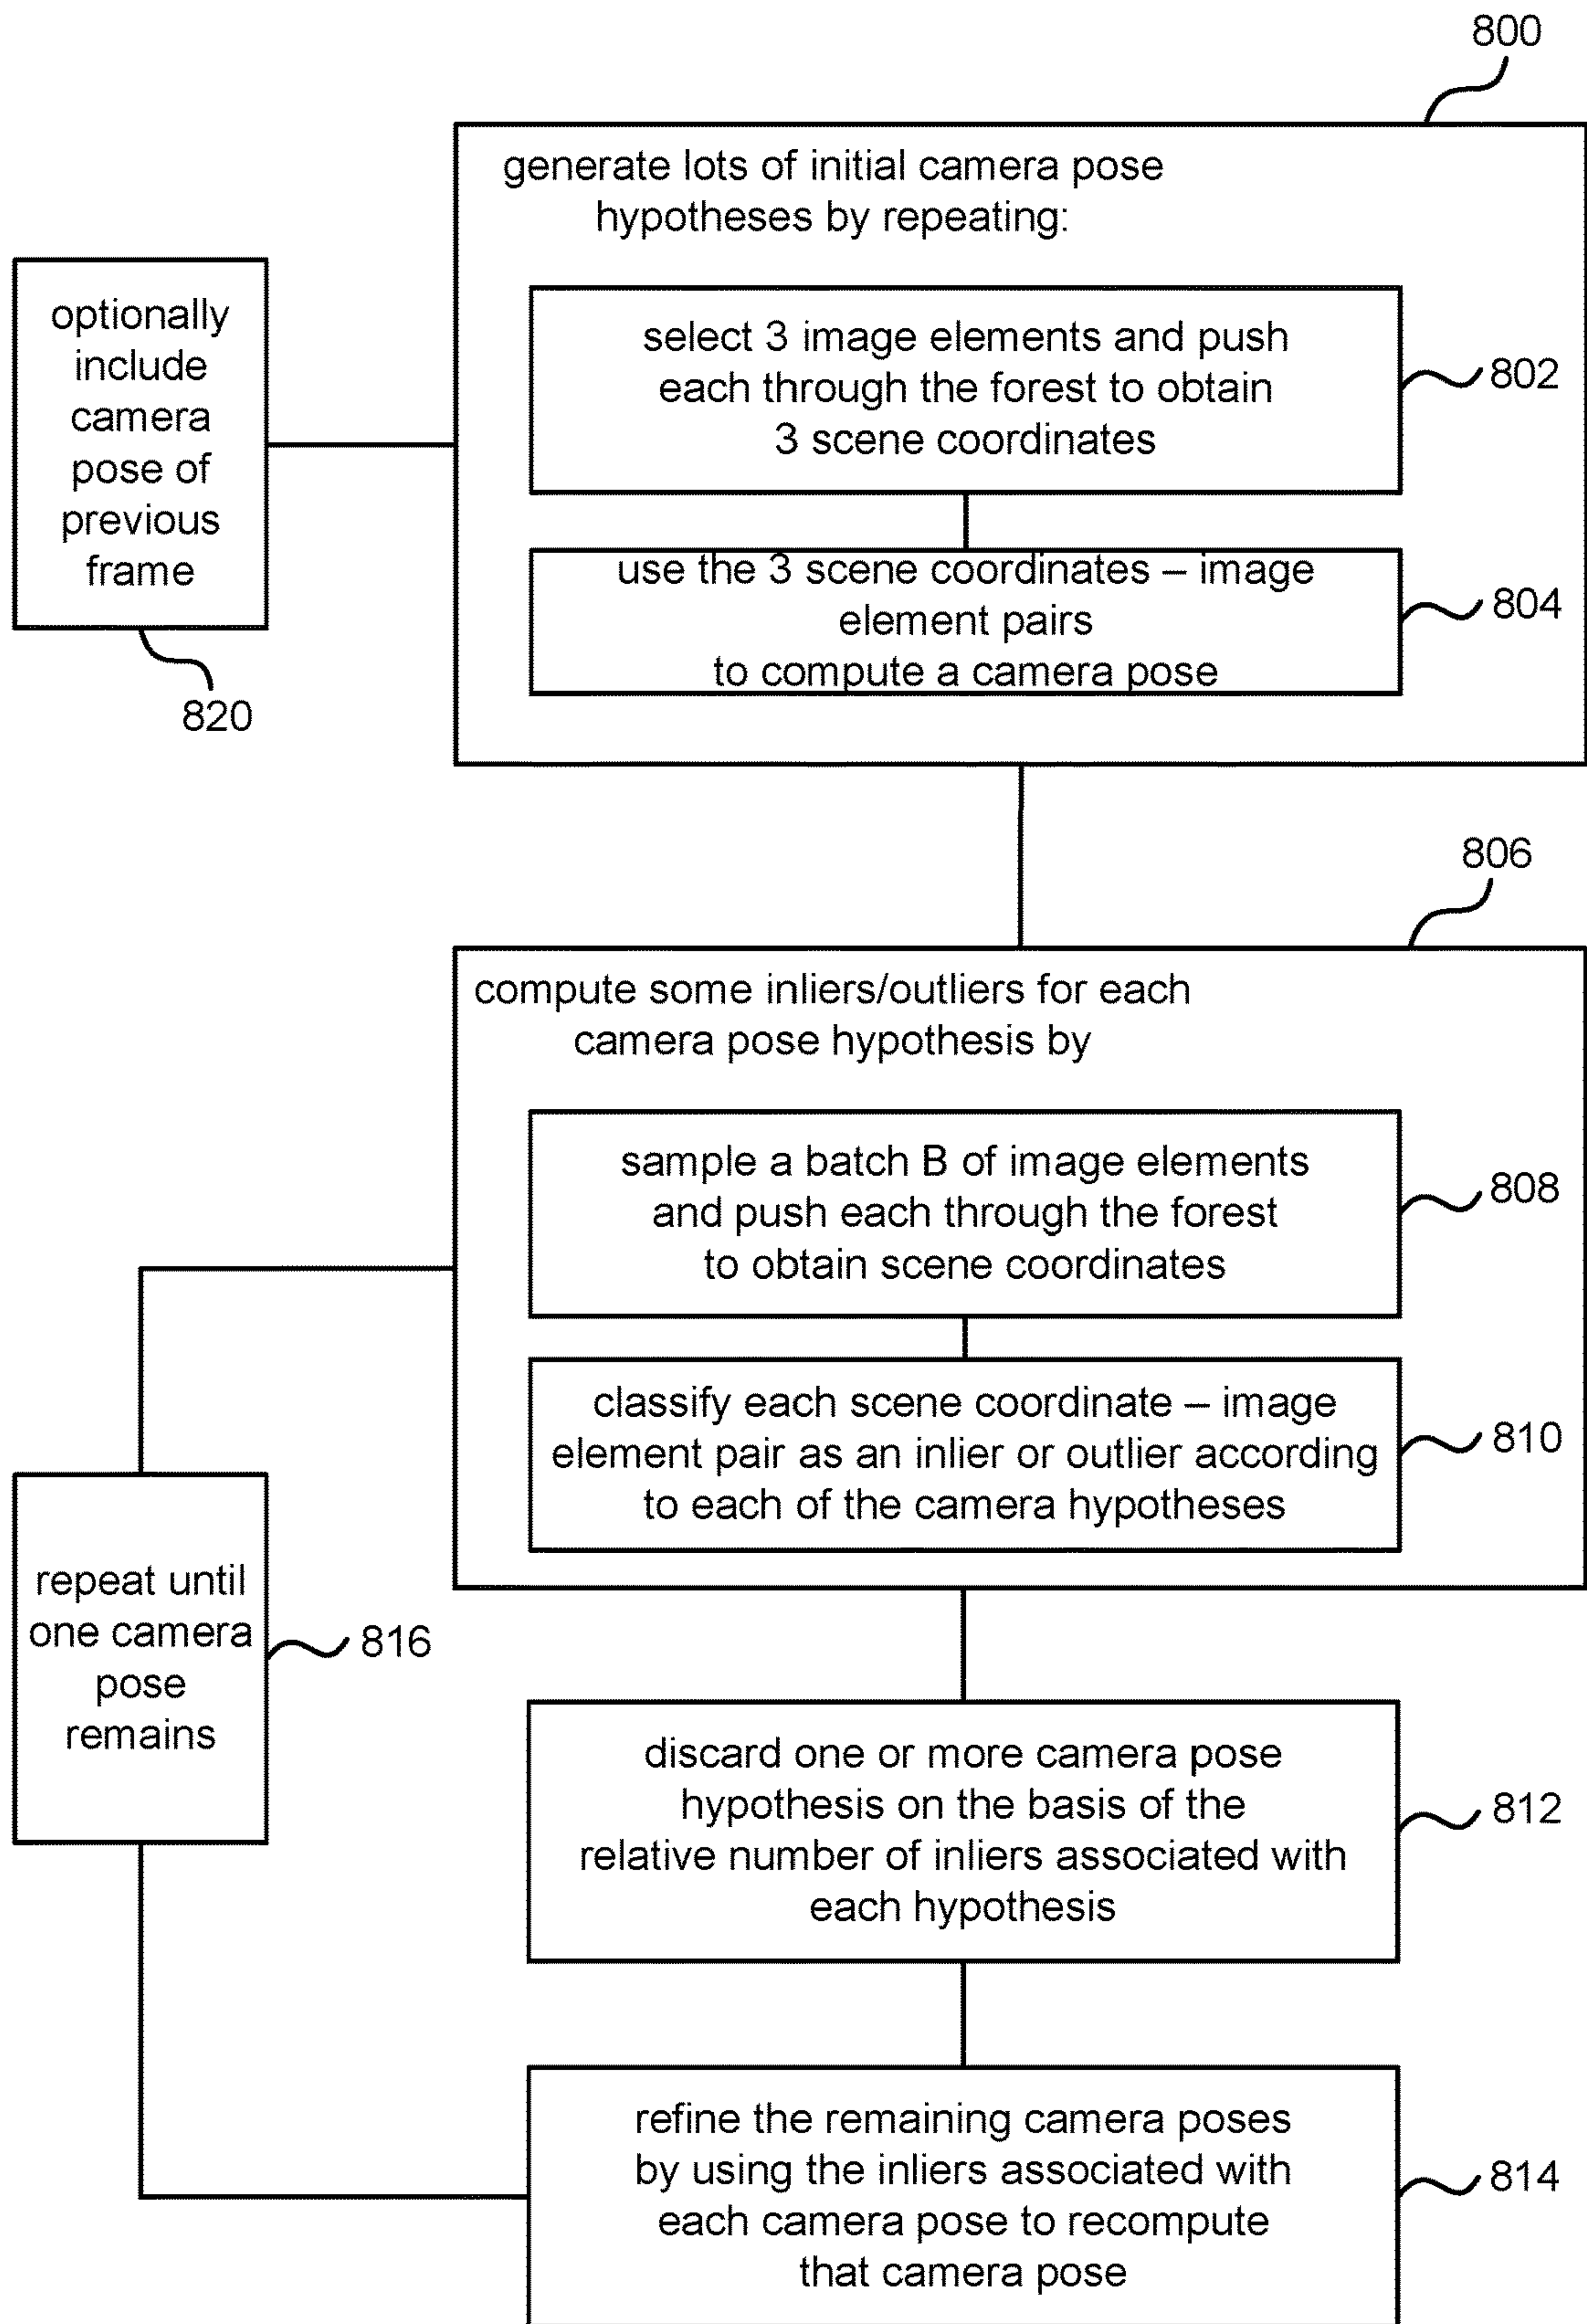 800
generate lots of initial camera pose
hypotheses by repeating:
optionally
include
camera
pose of
previous
frame
820
select 3 image elements and push
each through the forest to obtain
3 scene coordinates
802
use the 3 scene coordinates – image
element pairs
to compute a camera pose
804
806
compute some inliers/outliers for each
camera pose hypothesis by
sample a batch B of image elements
and push each through the forest
to obtain scene coordinates
808
classify each scene coordinate – image
element pair as an inlier or outlier according
to each of the camera hypotheses
810
repeat until
one camera
pose
remains
816
discard one or more camera pose
hypothesis on the basis of the
relative number of inliers associated with
each hypothesis
812
refine the remaining camera poses
by using the inliers associated with
each camera pose to recompute
that camera pose
814